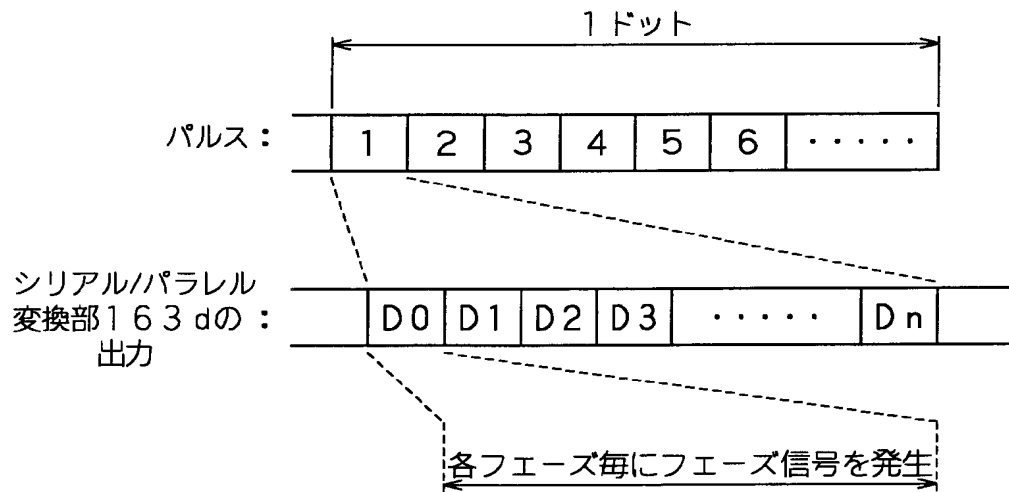 1ドット
パルス： 1 2 3 4 5 6 ・・・・・
シリアル/パラレル
変換部163dの：
出力
D0 D1 D2 D3 ・・・・・ Dn
各フェーズ毎にフェーズ信号を発生